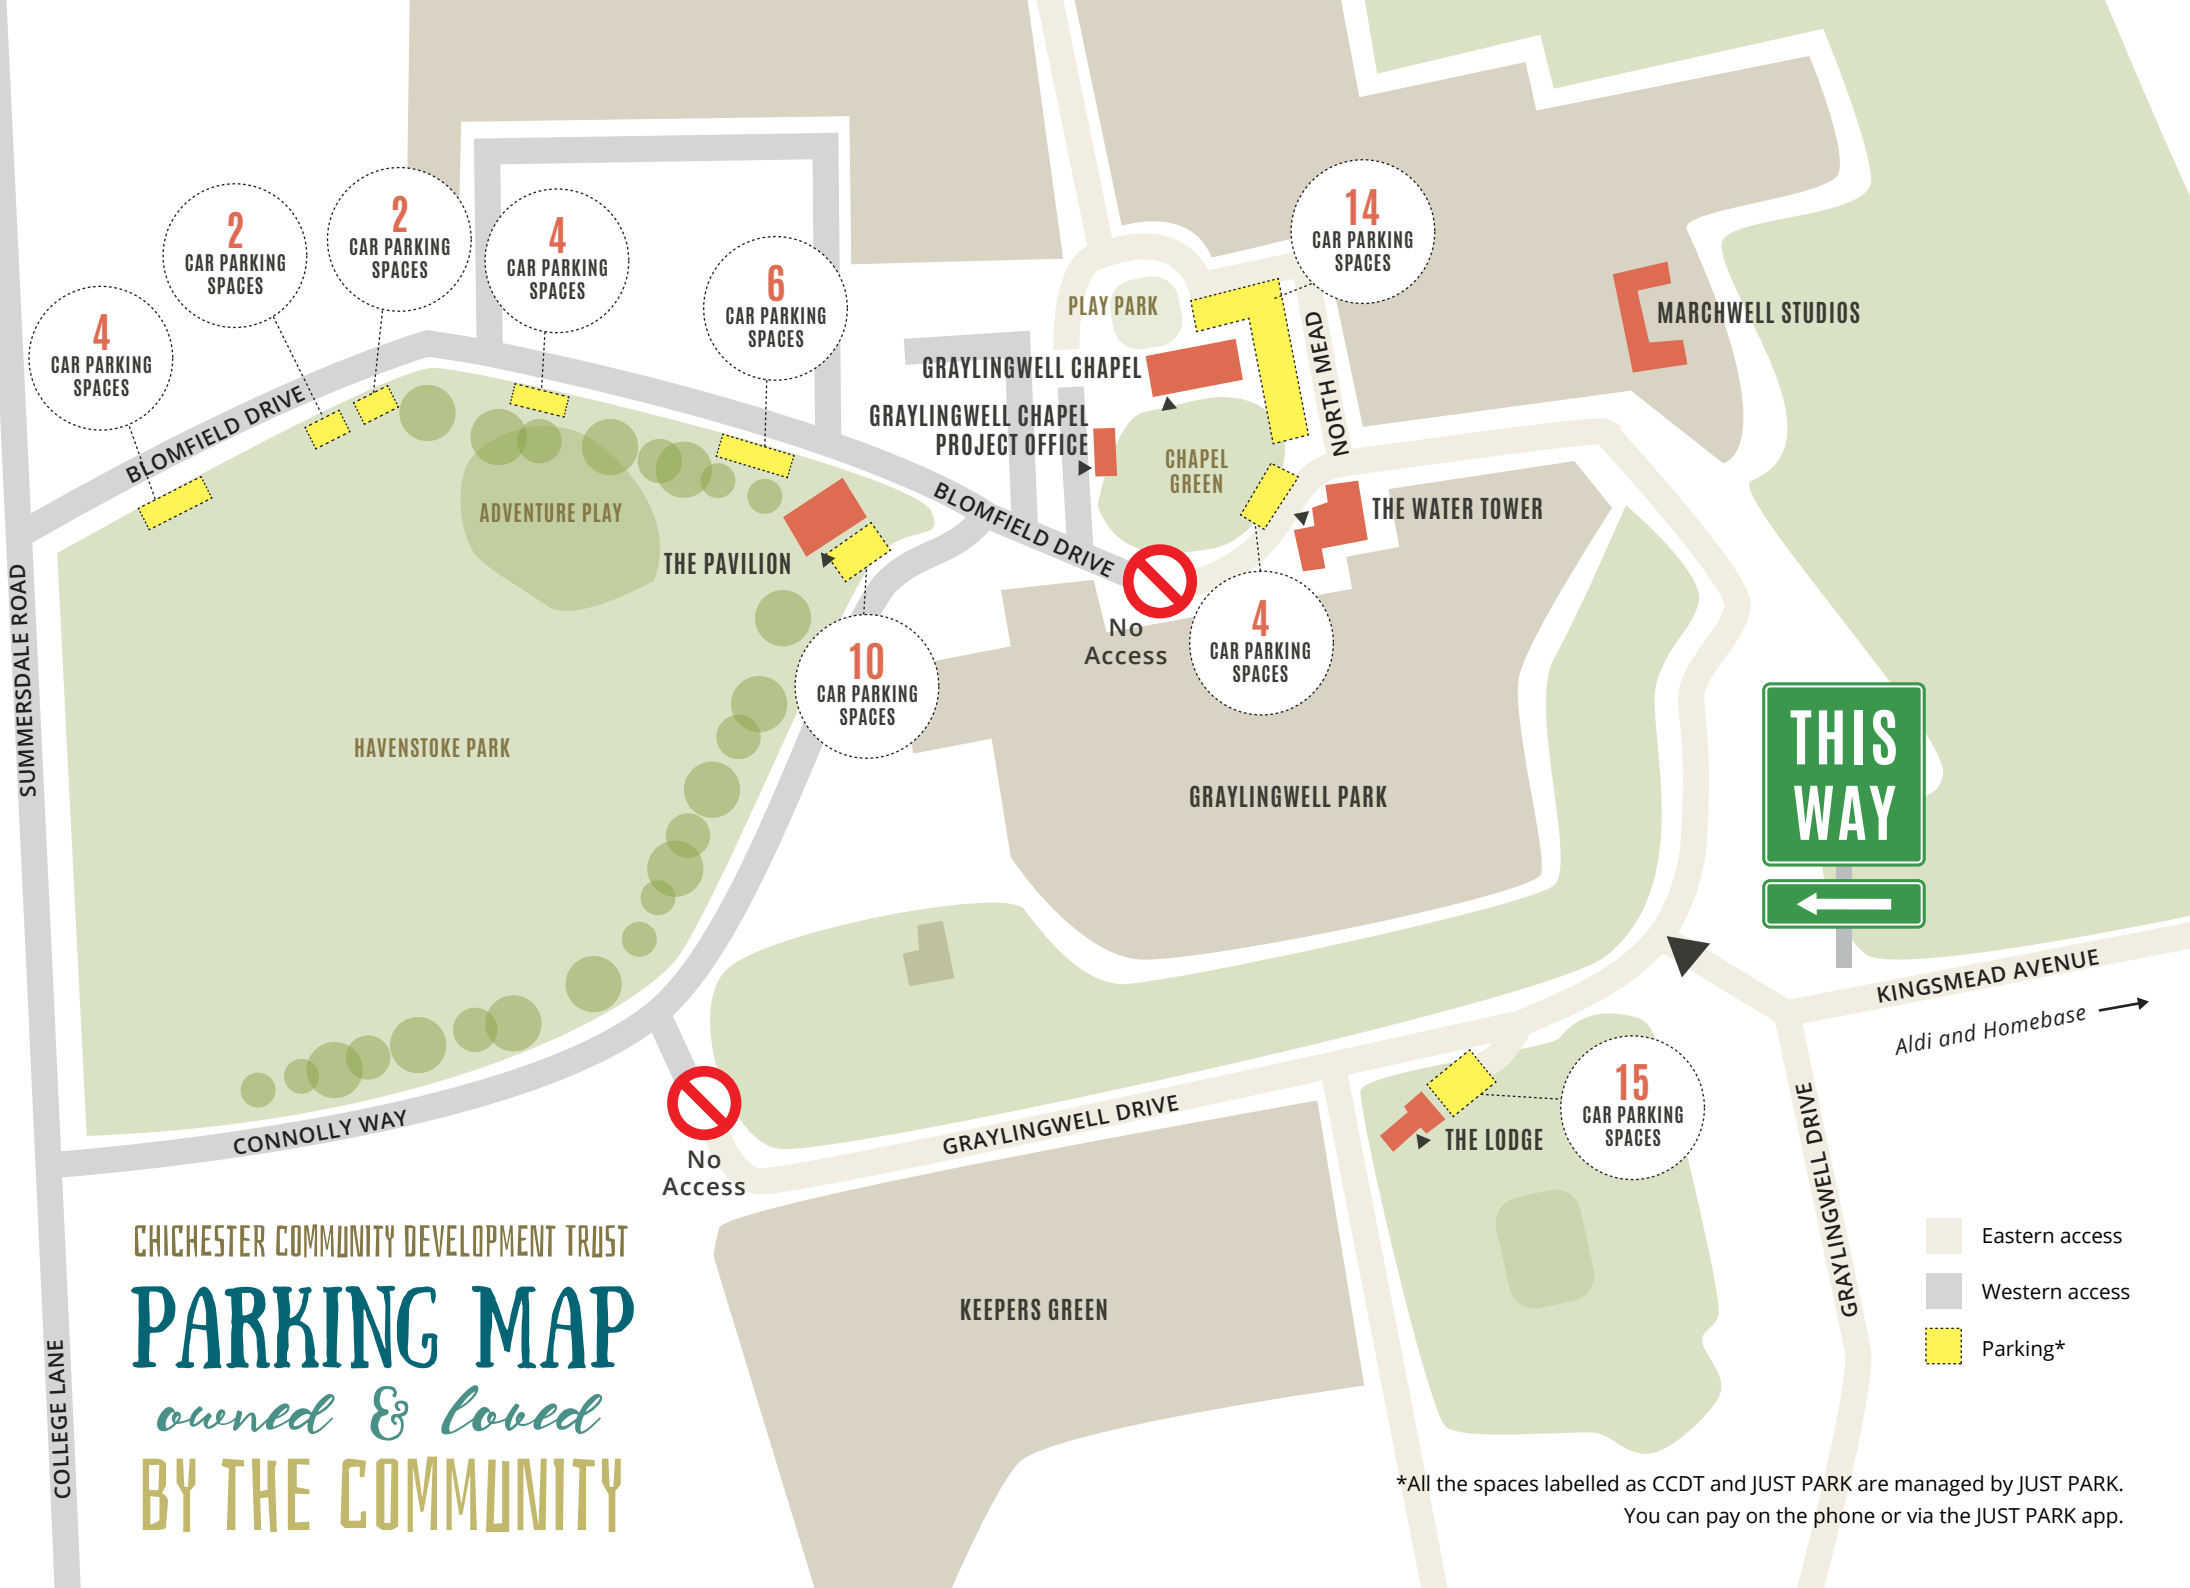 14
CAR PARKING
SPACES
2
CAR PARKING
SPACES
2
CAR PARKING
SPACES
4
CAR PARKING
SPACES
6
CAR PARKING
SPACES
4
CAR PARKING
SPACES
PLAY PARK
MARCHWELL STUDIOS
NORTH MEAD
GRAYLINGWELL CHAPEL
GRAYLINGWELL CHAPEL
PROJECT OFFICE
BLOMFIELD DRIVE
CHAPEL
GREEN
ADVENTURE PLAY
THE WATER TOWER
BLOMFIELD DRIVE
THE PAVILION
No
Access
4
CAR PARKING
SPACES
10
CAR PARKING
SPACES
SUMMERSDALE ROAD
HAVENSTOKE PARK
GRAYLINGWELL PARK
THIS
WAY
KINGSMEAD AVENUE
Aldi and Homebase
15
CAR PARKING
SPACES
CONNOLLY WAY
GRAYLINGWELL DRIVE
THE LODGE
No
Access
GRAYLINGWELL DRIVE
KEEPERS GREEN
CHICHESTER COMMUNITY DEVELOPMENT TRUST
PARKING MAP
owned & loved
BY THE COMMUNITY
COLLEGE LANE
Eastern access
Western access
Parking*
*All the spaces labelled as CCDT and JUST PARK are managed by JUST PARK.
You can pay on the phone or via the JUST PARK app.